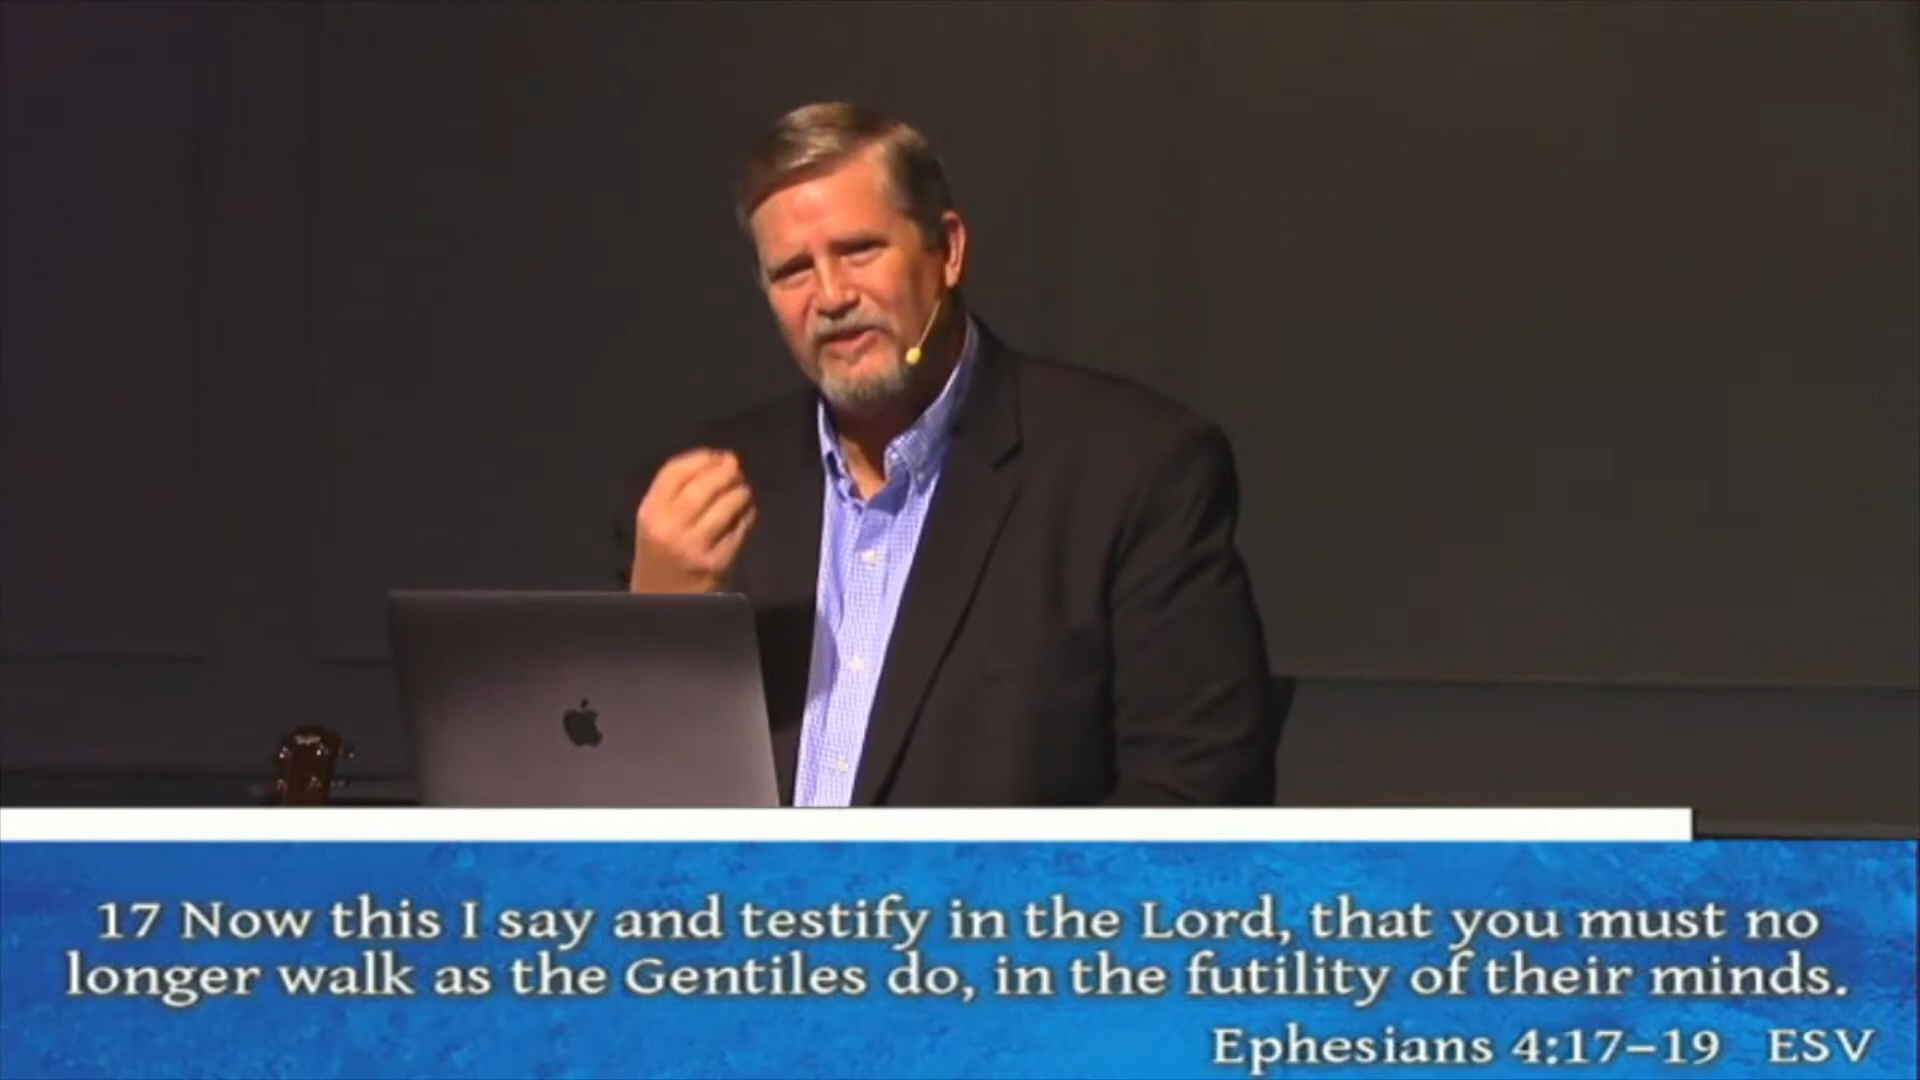 17 Now this I say and testify in the Lord, that you must no
longer walk as the Gentiles do, in the futility of their minds.
Ephesians 4:17–19 ESV